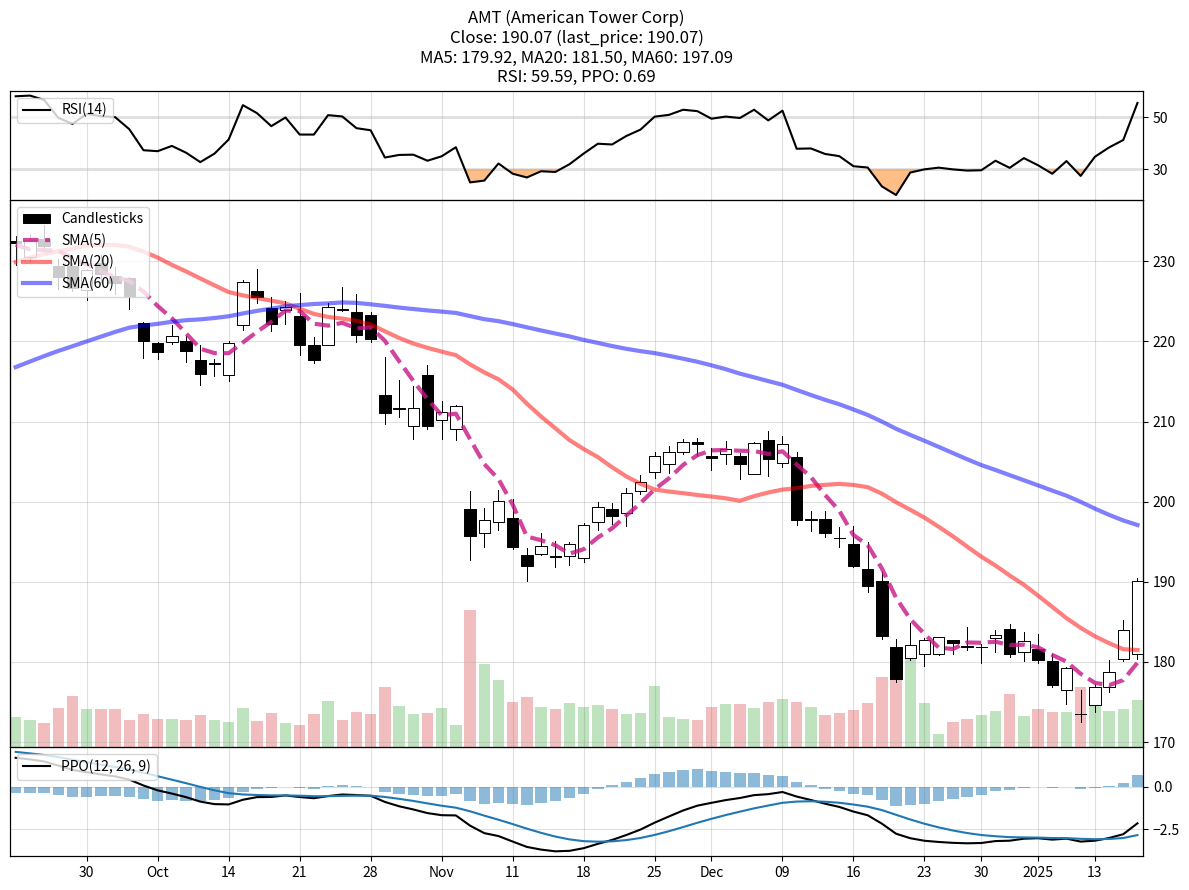 AMT (American Tower Corp)
Close: 190.07 (last_price: 190.07)
MA5: 179.92, MA20: 181.50, MA60: 197.09
RSI: 59.59, PPO: 0.69
RSI(14)
50
30
Candlesticks
SMA(5)
SMA(20)
SMA(60)
230
220
210
200
190
180
170
PPO(12, 26, 9)
0.0
−2.5
30 Oct 14 21 28 Nov 11 18 25 Dec 09 16 23 30 2025 13